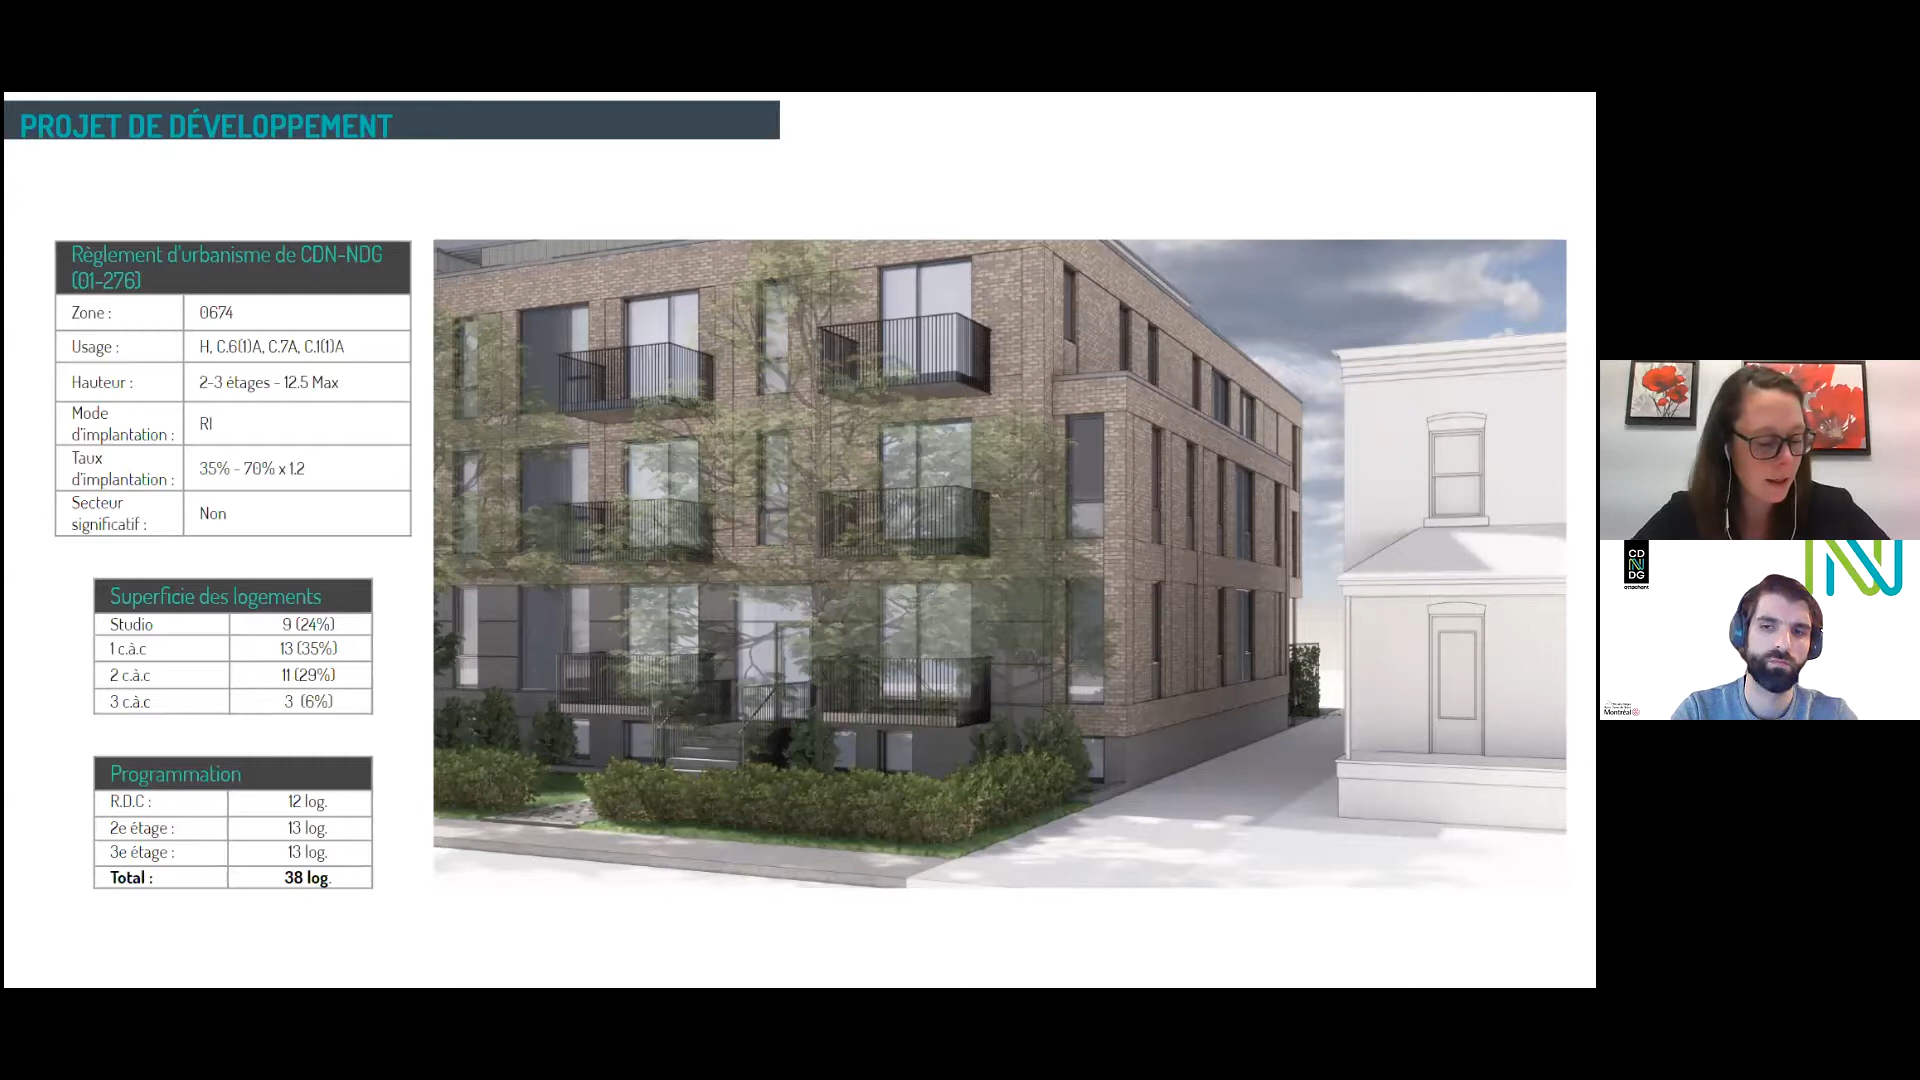 PROJET DE DÉVELOPPEMENT
Règlement d'urbanisme de CDN-NDG
(01-276)
Zone : 0674
Usage : H, C.6(1)A, C.7A, C.1(1)A
Hauteur : 2-3 étages - 12.5 Max
Mode
d'implantation : RI
Taux
d'implantation : 35% - 70% x 1.2
Secteur
significatif : Non
Superficie des logements
Studio 9 (24%)
1 c.à.c 13 (35%)
2 c.à.c 11 (29%)
3 c.à.c 3 (6%)
Programmation
R.D.C : 12 log.
2e étage : 13 log.
3e étage : 13 log.
Total : 38 log.
CD
N
DG
Montréal